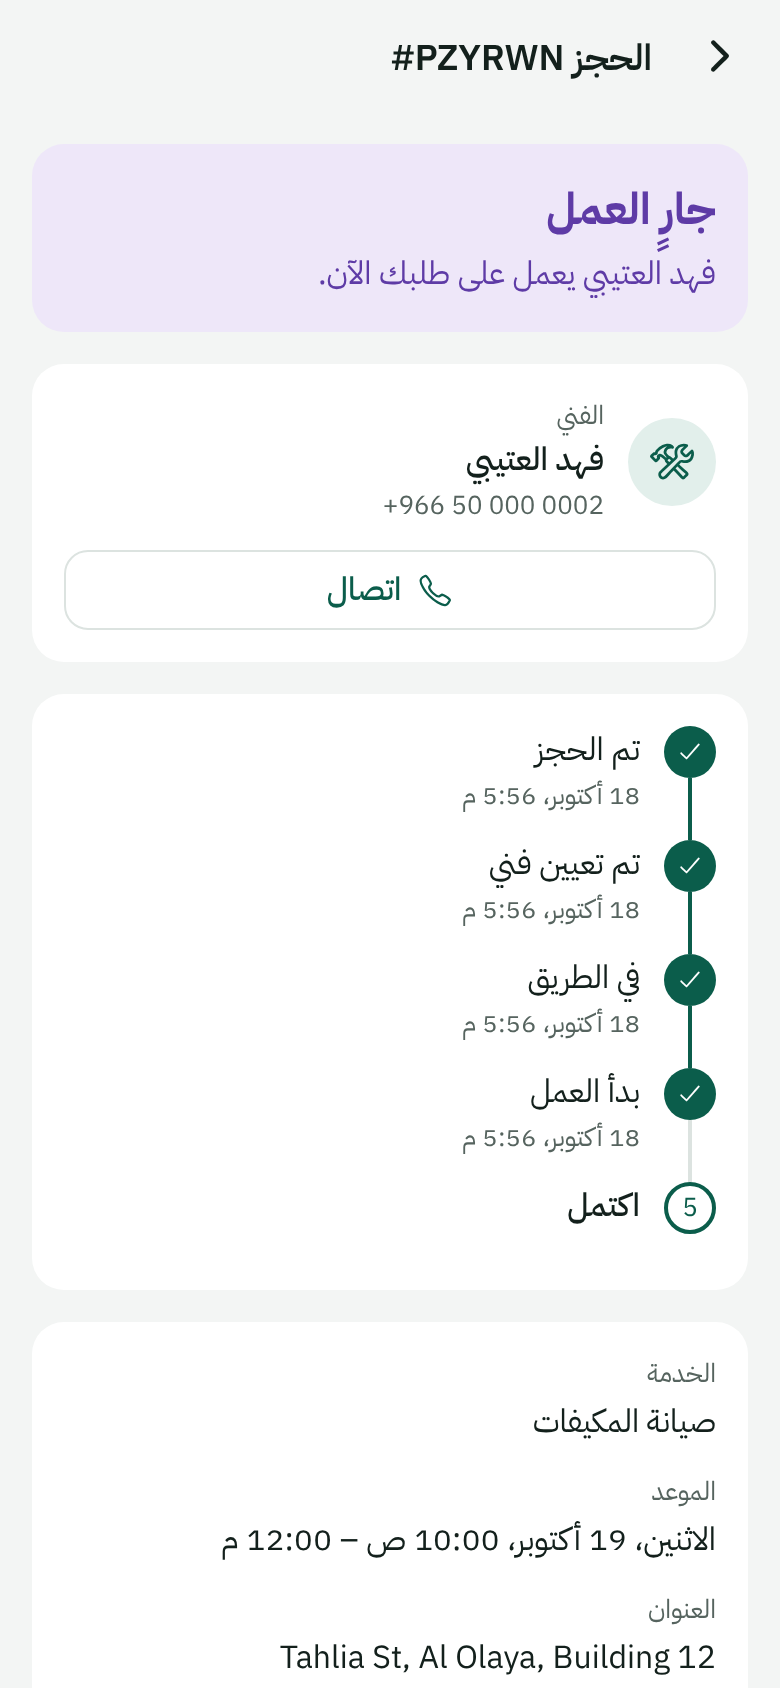 الحجز PZYRWN#
جارٍ العمل
فهد العتيبي يعمل على طلبك الآن.
الفني
فهد العتيبي
+966 50 000 0002
اتصال
تم الحجز
18 أكتوبر، 5:56 م
تم تعيين فني
18 أكتوبر، 5:56 م
في الطريق
18 أكتوبر، 5:56 م
بدأ العمل
18 أكتوبر، 5:56 م
5 اكتمل
الخدمة
صيانة المكيفات
الموعد
الاثنين، 19 أكتوبر، 10:00 ص – 12:00 م
العنوان
Tahlia St, Al Olaya, Building 12